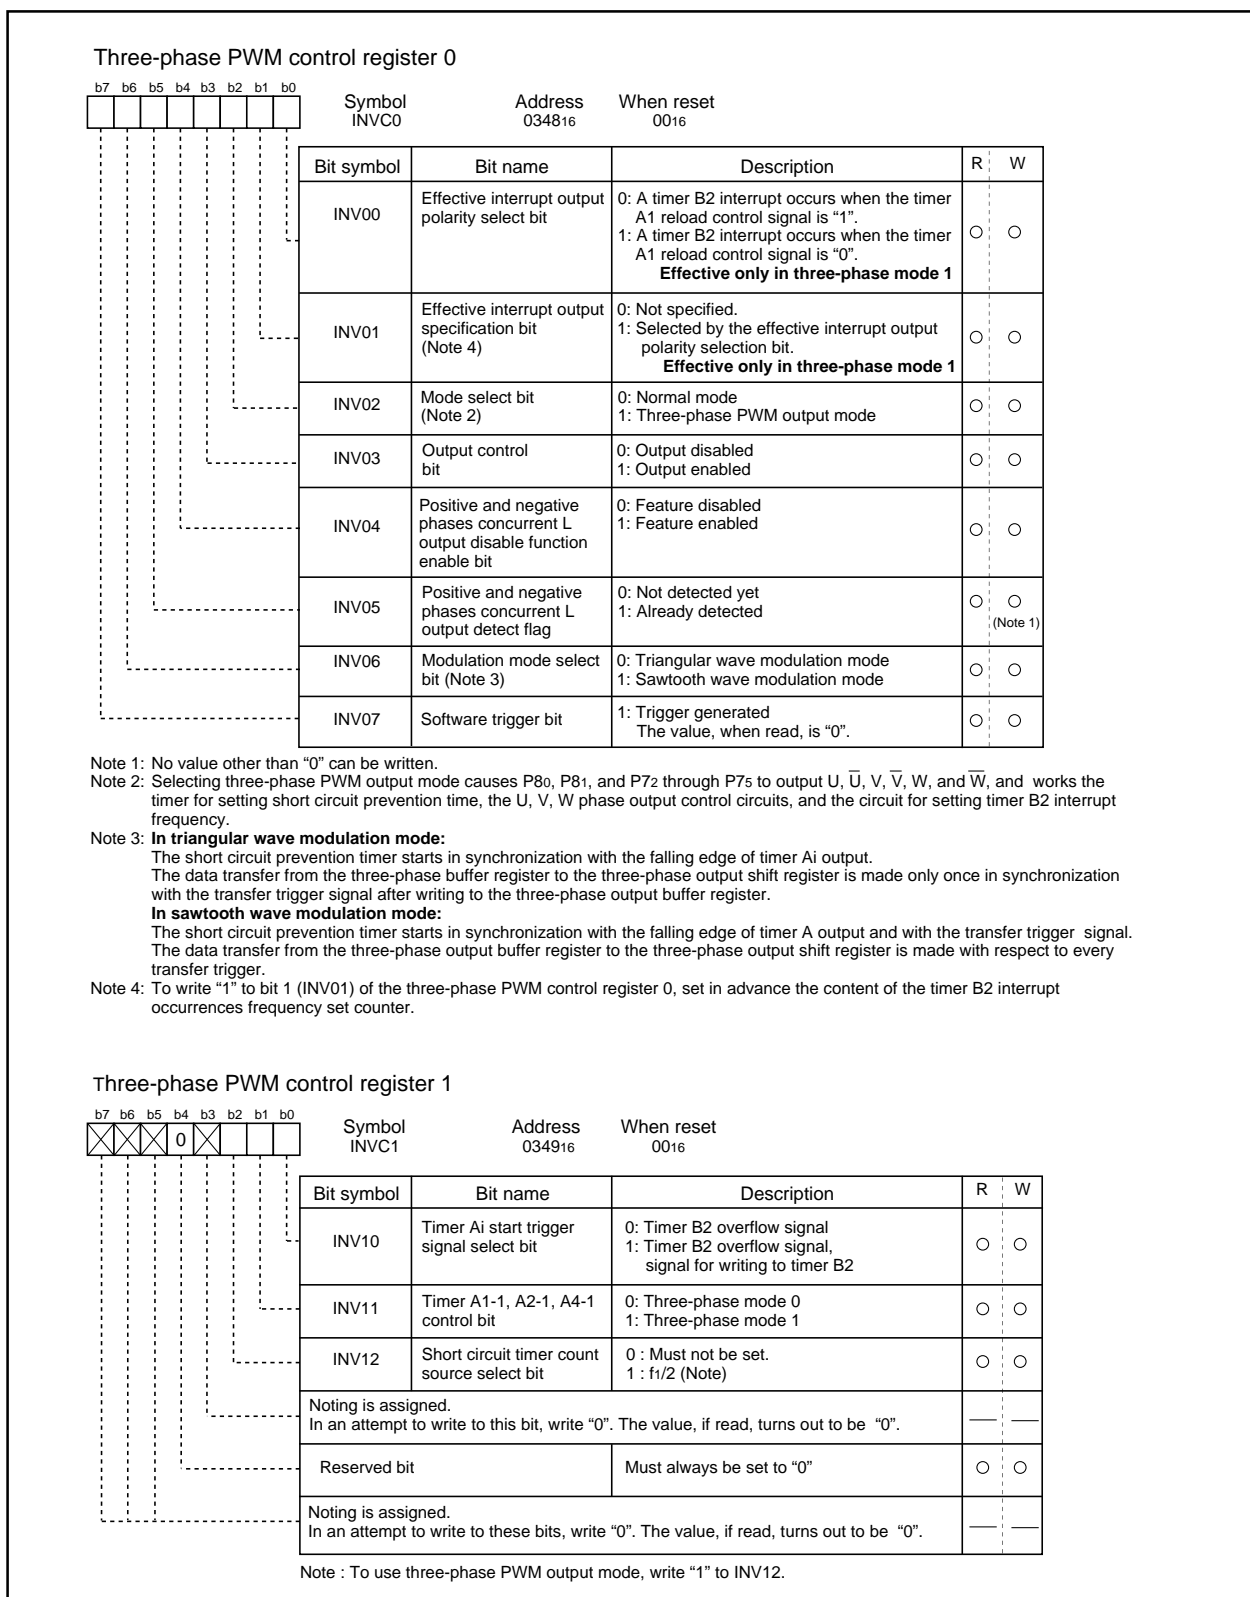 Three-phase PWM control register 0
b7 b6 b5 b4 b3 b2 b1 b0
Symbol Address When reset
INVC0 034816 0016
Bit symbol Bit name Description R W
INV00 Effective interrupt output 0: A timer B2 interrupt occurs when the timer
polarity select bit A1 reload control signal is “1”.
1: A timer B2 interrupt occurs when the timer
A1 reload control signal is “0”.
Effective only in three-phase mode 1
INV01 Effective interrupt output 0: Not specified.
specification bit 1: Selected by the effective interrupt output
(Note 4) polarity selection bit.
Effective only in three-phase mode 1
INV02 Mode select bit 0: Normal mode
(Note 2) 1: Three-phase PWM output mode
INV03 Output control 0: Output disabled
bit 1: Output enabled
INV04 Positive and negative 0: Feature disabled
phases concurrent L 1: Feature enabled
output disable function
enable bit
INV05 Positive and negative 0: Not detected yet
phases concurrent L 1: Already detected
output detect flag (Note 1)
INV06 Modulation mode select 0: Triangular wave modulation mode
bit (Note 3) 1: Sawtooth wave modulation mode
INV07 Software trigger bit 1: Trigger generated
The value, when read, is “0”.
Note 1: No value other than “0” can be written.
Note 2: Selecting three-phase PWM output mode causes P80, P81, and P72 through P75 to output U, U̅, V, V̅, W, and W̅, and works the
timer for setting short circuit prevention time, the U, V, W phase output control circuits, and the circuit for setting timer B2 interrupt
frequency.
Note 3: In triangular wave modulation mode:
The short circuit prevention timer starts in synchronization with the falling edge of timer Ai output.
The data transfer from the three-phase buffer register to the three-phase output shift register is made only once in synchronization
with the transfer trigger signal after writing to the three-phase output buffer register.
In sawtooth wave modulation mode:
The short circuit prevention timer starts in synchronization with the falling edge of timer A output and with the transfer trigger signal.
The data transfer from the three-phase output buffer register to the three-phase output shift register is made with respect to every
transfer trigger.
Note 4: To write “1” to bit 1 (INV01) of the three-phase PWM control register 0, set in advance the content of the timer B2 interrupt
occurrences frequency set counter.
Three-phase PWM control register 1
b7 b6 b5 b4 b3 b2 b1 b0
0
Symbol Address When reset
INVC1 034916 0016
Bit symbol Bit name Description R W
INV10 Timer Ai start trigger 0: Timer B2 overflow signal
signal select bit 1: Timer B2 overflow signal,
signal for writing to timer B2
INV11 Timer A1-1, A2-1, A4-1 0: Three-phase mode 0
control bit 1: Three-phase mode 1
INV12 Short circuit timer count 0 : Must not be set.
source select bit 1 : f1/2 (Note)
Noting is assigned.
In an attempt to write to this bit, write “0”. The value, if read, turns out to be “0”.
Reserved bit Must always be set to “0”
Noting is assigned.
In an attempt to write to these bits, write “0”. The value, if read, turns out to be “0”.
Note : To use three-phase PWM output mode, write “1” to INV12.